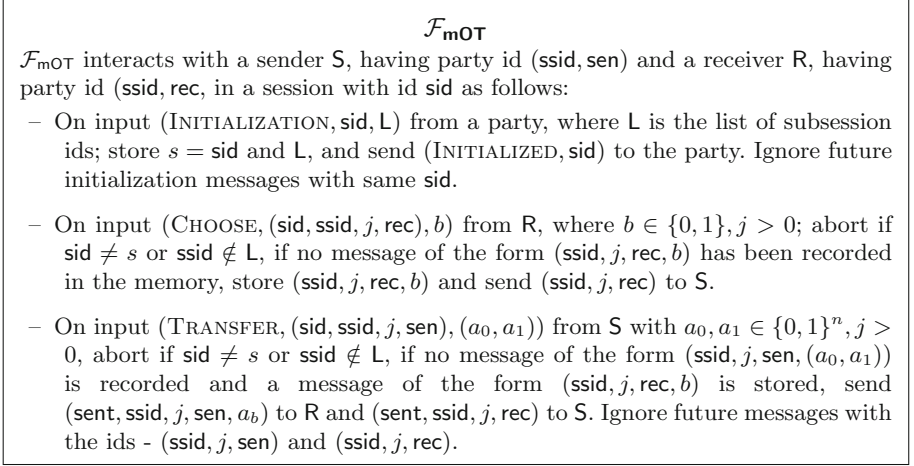 F_mOT
F_mOT interacts with a sender S, having party id (ssid, sen) and a receiver R, having
party id (ssid, rec, in a session with id sid as follows:
– On input (INITIALIZATION, sid, L) from a party, where L is the list of subsession
ids; store s = sid and L, and send (INITIALIZED, sid) to the party. Ignore future
initialization messages with same sid.
– On input (CHOOSE, (sid, ssid, j, rec), b) from R, where b ∈ {0, 1}, j > 0; abort if
sid ≠ s or ssid ∉ L, if no message of the form (ssid, j, rec, b) has been recorded
in the memory, store (ssid, j, rec, b) and send (ssid, j, rec) to S.
– On input (TRANSFER, (sid, ssid, j, sen), (a₀, a₁)) from S with a₀, a₁ ∈ {0, 1}ⁿ, j >
0, abort if sid ≠ s or ssid ∉ L, if no message of the form (ssid, j, sen, (a₀, a₁))
is recorded and a message of the form (ssid, j, rec, b) is stored, send
(sent, ssid, j, sen, a_b) to R and (sent, ssid, j, rec) to S. Ignore future messages with
the ids - (ssid, j, sen) and (ssid, j, rec).